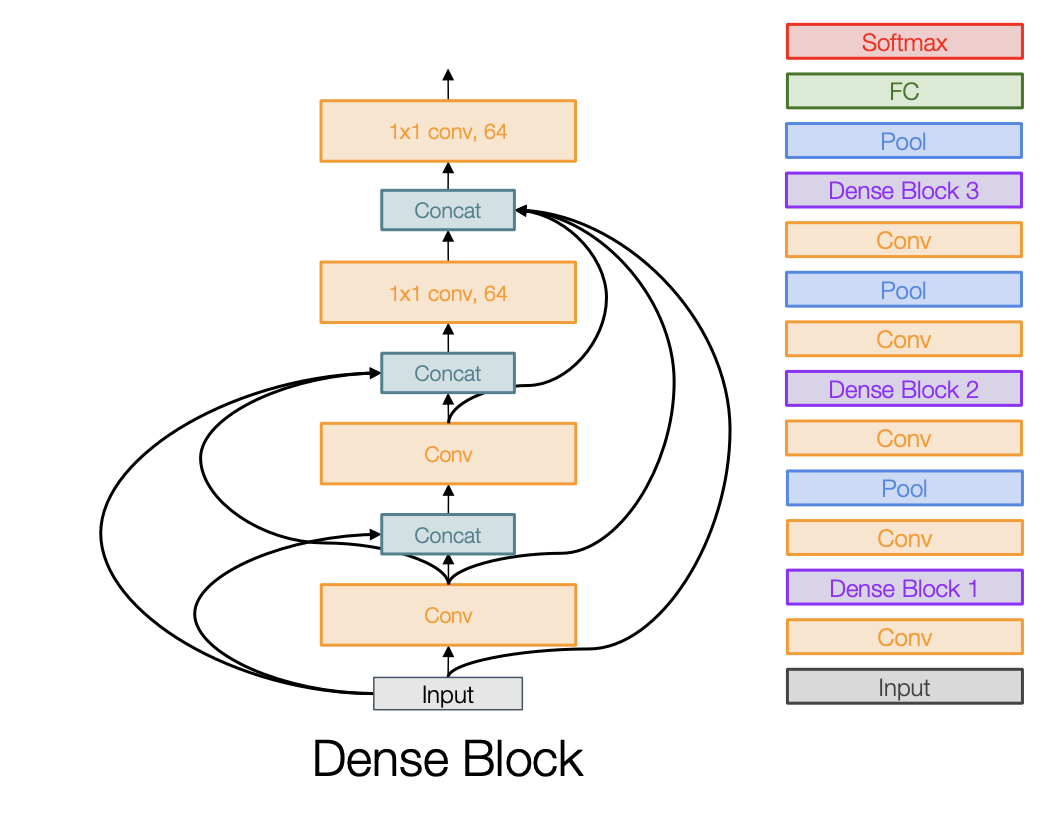 1x1 conv, 64
Concat
1x1 conv, 64
Concat
Conv
Concat
Conv
Input
Dense Block
Softmax
FC
Pool
Dense Block 3
Conv
Pool
Conv
Dense Block 2
Conv
Pool
Conv
Dense Block 1
Conv
Input